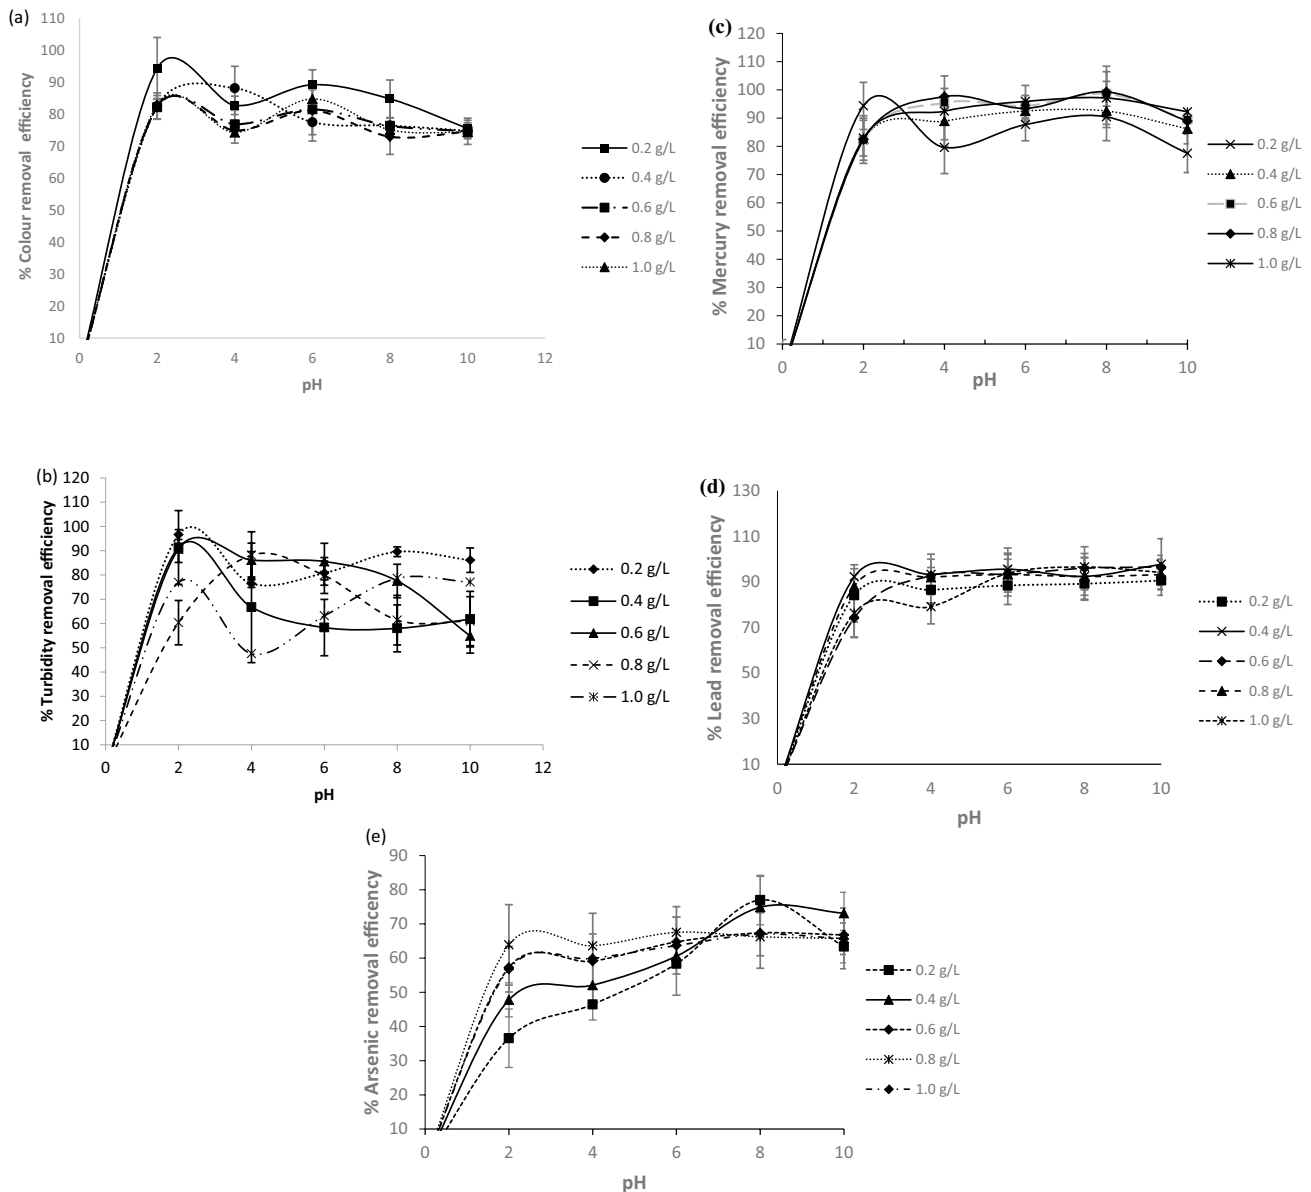 (a)
110
100
90
80
70
60
50
40
30
20
10
0
2
4
6
8
10
12
% Colour removal efficiency
pH
0.2 g/L
0.4 g/L
0.6 g/L
0.8 g/L
1.0 g/L
(c)
120
110
100
90
80
70
60
50
40
30
20
10
0
2
4
6
8
10
% Mercury removal efficiency
pH
0.2 g/L
0.4 g/L
0.6 g/L
0.8 g/L
1.0 g/L
(b)
120
110
100
90
80
70
60
50
40
30
20
10
0
2
4
6
8
10
12
% Turbidity removal efficiency
pH
0.2 g/L
0.4 g/L
0.6 g/L
0.8 g/L
1.0 g/L
(d)
130
110
90
70
50
30
10
0
2
4
6
8
10
% Lead removal efficiency
pH
0.2 g/L
0.4 g/L
0.6 g/L
0.8 g/L
1.0 g/L
(e)
90
80
70
60
50
40
30
20
10
0
2
4
6
8
10
% Arsenic removal efficency
pH
0.2 g/L
0.4 g/L
0.6 g/L
0.8 g/L
1.0 g/L